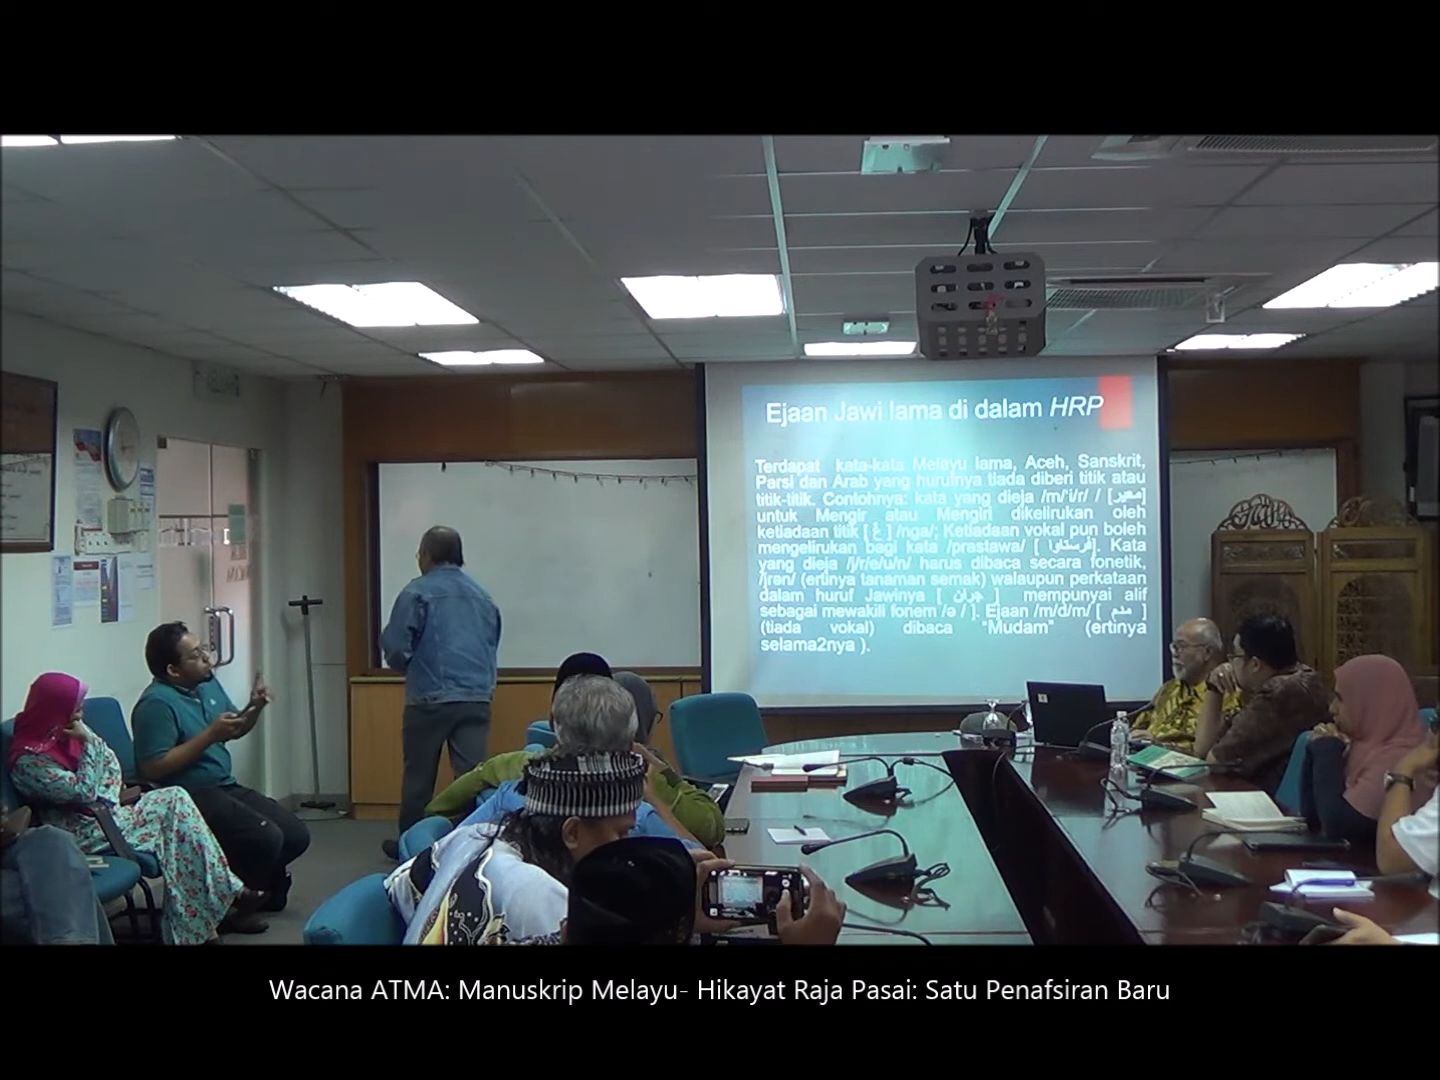 Ejaan Jawi lama di dalam HRP
Terdapat kata-kata Melayu lama, Aceh, Sanskrit,
Parsi dan Arab yang hurufnya tiada diberi titik atau
titik-titik. Contohnya: kata yang dieja /m/'i/r/ / [معير]
untuk Mengir atau Mengiri dikelirukan oleh
ketiadaan titik [ غ ] /nga/; Ketiadaan vokal pun boleh
mengelirukan bagi kata /prastawa/ [ فرستاوا]. Kata
yang dieja /j/r/e/u/n/ harus dibaca secara fonetik,
/jrən/ (ertinya tanaman semak) walaupun perkataan
dalam huruf Jawinya [ جران ] mempunyai alif
sebagai mewakili fonem /ə / ]. Ejaan /m/d/m/ [ مدم ]
(tiada vokal) dibaca "Mudam" (ertinya
selama2nya ).
Wacana ATMA: Manuskrip Melayu- Hikayat Raja Pasai: Satu Penafsiran Baru